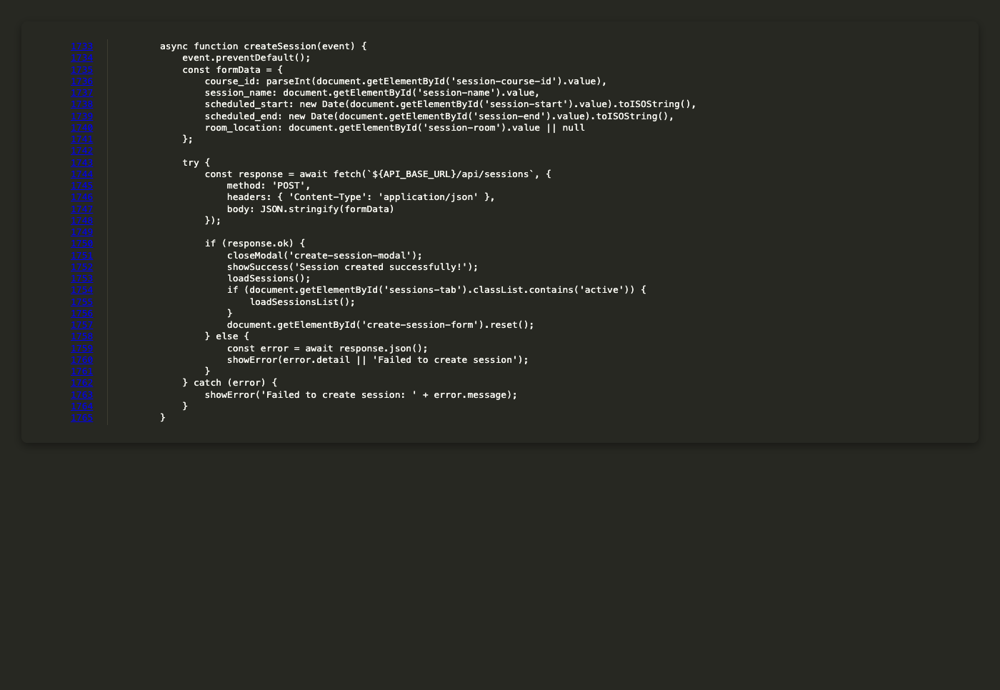 1733 async function createSession(event) {
1734 event.preventDefault();
1735 const formData = {
1736 course_id: parseInt(document.getElementById('session-course-id').value),
1737 session_name: document.getElementById('session-name').value,
1738 scheduled_start: new Date(document.getElementById('session-start').value).toISOString(),
1739 scheduled_end: new Date(document.getElementById('session-end').value).toISOString(),
1740 room_location: document.getElementById('session-room').value || null
1741 };
1742
1743 try {
1744 const response = await fetch(`${API_BASE_URL}/api/sessions`, {
1745 method: 'POST',
1746 headers: { 'Content-Type': 'application/json' },
1747 body: JSON.stringify(formData)
1748 });
1749
1750 if (response.ok) {
1751 closeModal('create-session-modal');
1752 showSuccess('Session created successfully!');
1753 loadSessions();
1754 if (document.getElementById('sessions-tab').classList.contains('active')) {
1755 loadSessionsList();
1756 }
1757 document.getElementById('create-session-form').reset();
1758 } else {
1759 const error = await response.json();
1760 showError(error.detail || 'Failed to create session');
1761 }
1762 } catch (error) {
1763 showError('Failed to create session: ' + error.message);
1764 }
1765 }